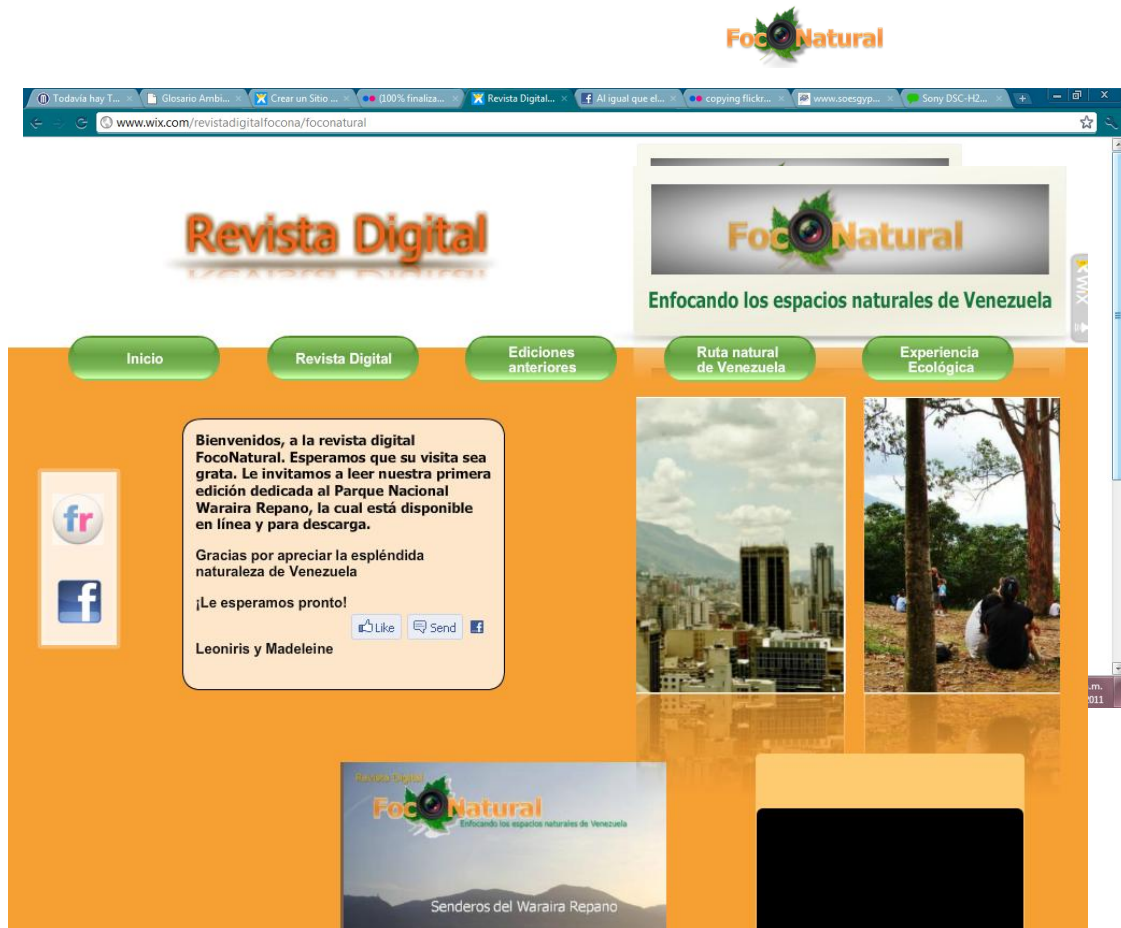 FocoNatural
Todavía hay T...
Glosario Ambi...
Crear un Sitio ...
(100% finaliza...
Revista Digital...
Al igual que el...
copying flickr...
www.soesgyp...
Sony DSC-H2...
www.wix.com/revistadigitalfocona/foconatural
Revista Digital
FocoNatural
Enfocando los espacios naturales de Venezuela
WIX
Inicio
Revista Digital
Ediciones
anteriores
Ruta natural
de Venezuela
Experiencia
Ecológica
Bienvenidos, a la revista digital
FocoNatural. Esperamos que su visita sea
grata. Le invitamos a leer nuestra primera
edición dedicada al Parque Nacional
Waraira Repano, la cual está disponible
en línea y para descarga.
Gracias por apreciar la espléndida
naturaleza de Venezuela
¡Le esperamos pronto!
Like
Send
Leoniris y Madeleine
fr
f
.m.
2011
Revista Digital
FocoNatural
Enfocando los espacios naturales de Venezuela
Senderos del Waraira Repano